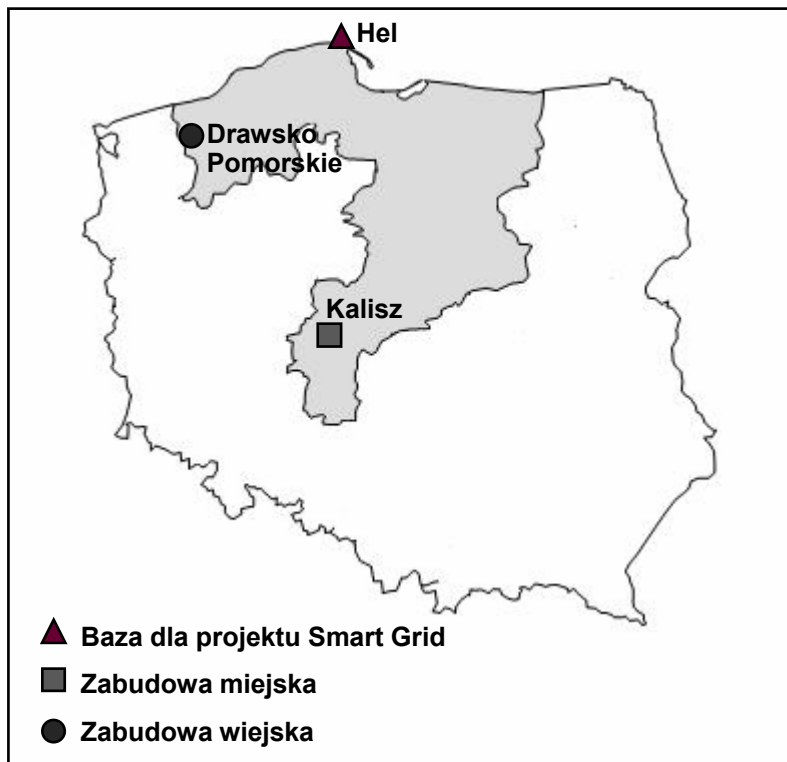 Hel
Drawsko
Pomorskie
Kalisz
Baza dla projektu Smart Grid
Zabudowa miejska
Zabudowa wiejska